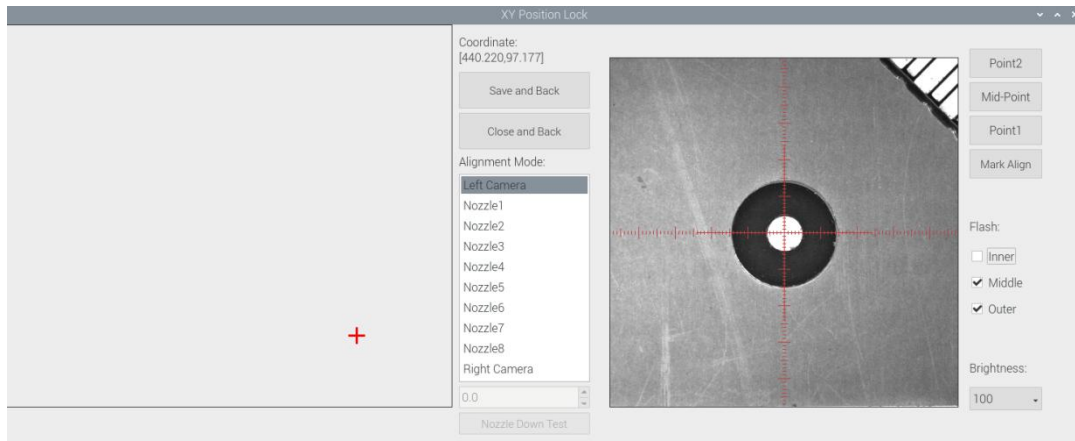 XY Position Lock
Coordinate:
[440.220,97.177]
Save and Back
Close and Back
Alignment Mode:
Left Camera
Nozzle1
Nozzle2
Nozzle3
Nozzle4
Nozzle5
Nozzle6
Nozzle7
Nozzle8
Right Camera
0.0
Nozzle Down Test
Point2
Mid-Point
Point1
Mark Align
Flash:
Inner
Middle
Outer
Brightness:
100